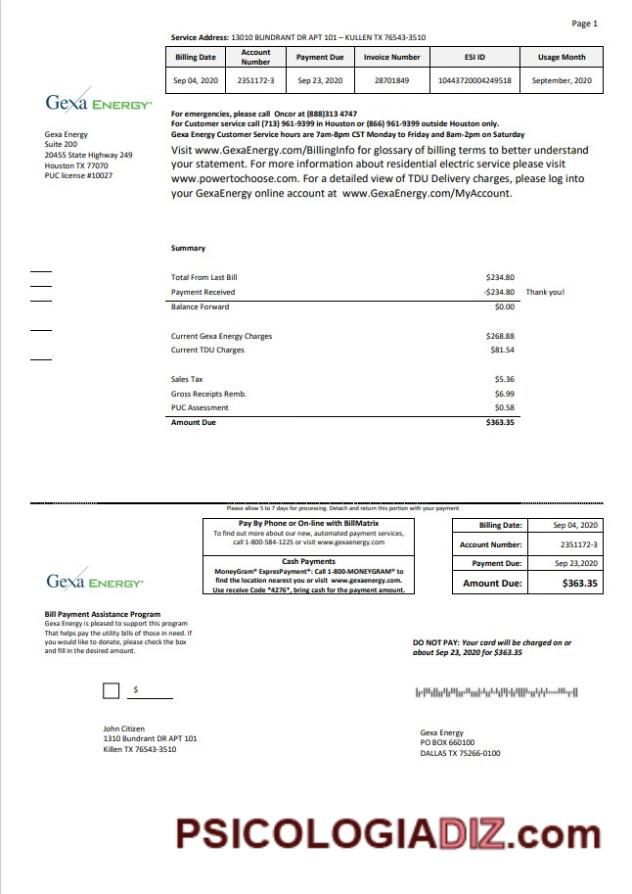 Page 1
Service Address: 13010 BUNDRANT DR APT 101 – KULLEN TX 76543-3510
Billing Date Account Number Payment Due Invoice Number ESI ID Usage Month
Sep 04, 2020 2351172-3 Sep 23, 2020 28701849 10443720004249518 September, 2020
Gexa ENERGY
Gexa Energy
Suite 200
20455 State Highway 249
Houston TX 77070
PUC license #10027
For emergencies, please call Oncor at (888)313 4747
For Customer service call (713) 961-9399 in Houston or (866) 961-9399 outside Houston only.
Gexa Energy Customer Service hours are 7am-8pm CST Monday to Friday and 8am-2pm on Saturday
Visit www.GexaEnergy.com/BillingInfo for glossary of billing terms to better understand
your statement. For more information about residential electric service please visit
www.powertochoose.com. For a detailed view of TDU Delivery charges, please log into
your GexaEnergy online account at www.GexaEnergy.com/MyAccount.
Summary
Total From Last Bill $234.80
Payment Received -$234.80 Thank you!
Balance Forward $0.00
Current Gexa Energy Charges $268.88
Current TDU Charges $81.54
Sales Tax $5.36
Gross Receipts Remb. $6.99
PUC Assessment $0.58
Amount Due $363.35
Please allow 5 to 7 days for processing. Detach and return this portion with your payment
Pay By Phone or On-line with BillMatrix
To find out more about our new, automated payment services,
call 1-800-584-1225 or visit www.gexaenergy.com
Cash Payments
MoneyGram® ExpresPayment®: Call 1-800-MONEYGRAM® to
find the location nearest you or visit www.gexaenergy.com.
Use receive Code *4276*, bring cash for the payment amount.
Billing Date: Sep 04, 2020
Account Number: 2351172-3
Payment Due: Sep 23,2020
Amount Due: $363.35
Gexa ENERGY
Bill Payment Assistance Program
Gexa Energy is pleased to support this program
That helps pay the utility bills of those in need. If
you would like to donate, please check the box
and fill in the desired amount.
$
DO NOT PAY: Your card will be charged on or
about Sep 23, 2020 for $363.35
John Citizen
1310 Bundrant DR APT 101
Killen TX 76543-3510
Gexa Energy
PO BOX 660100
DALLAS TX 75266-0100
PSICOLOGIADIZ.com